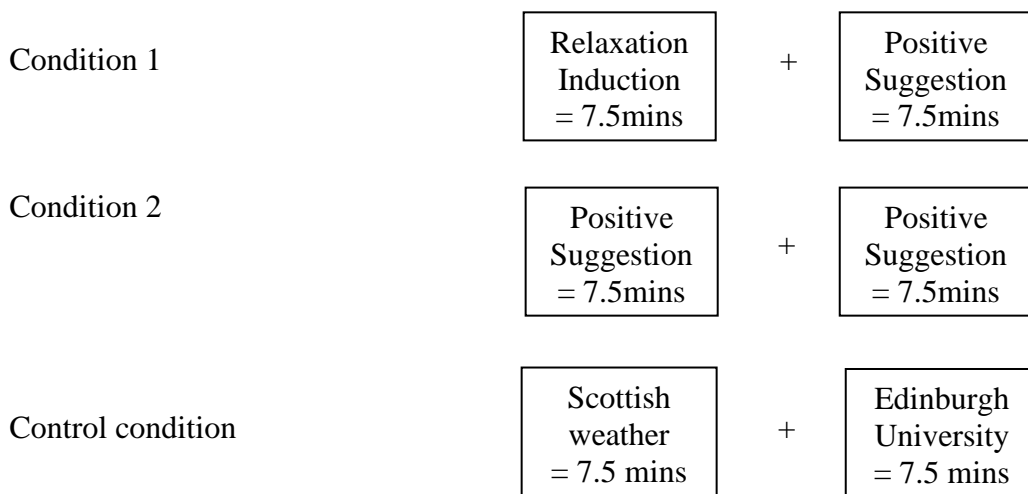 Condition 1
Relaxation
Induction
= 7.5mins
+
Positive
Suggestion
= 7.5mins
Condition 2
Positive
Suggestion
= 7.5mins
+
Positive
Suggestion
= 7.5mins
Control condition
Scottish
weather
= 7.5 mins
+
Edinburgh
University
= 7.5 mins